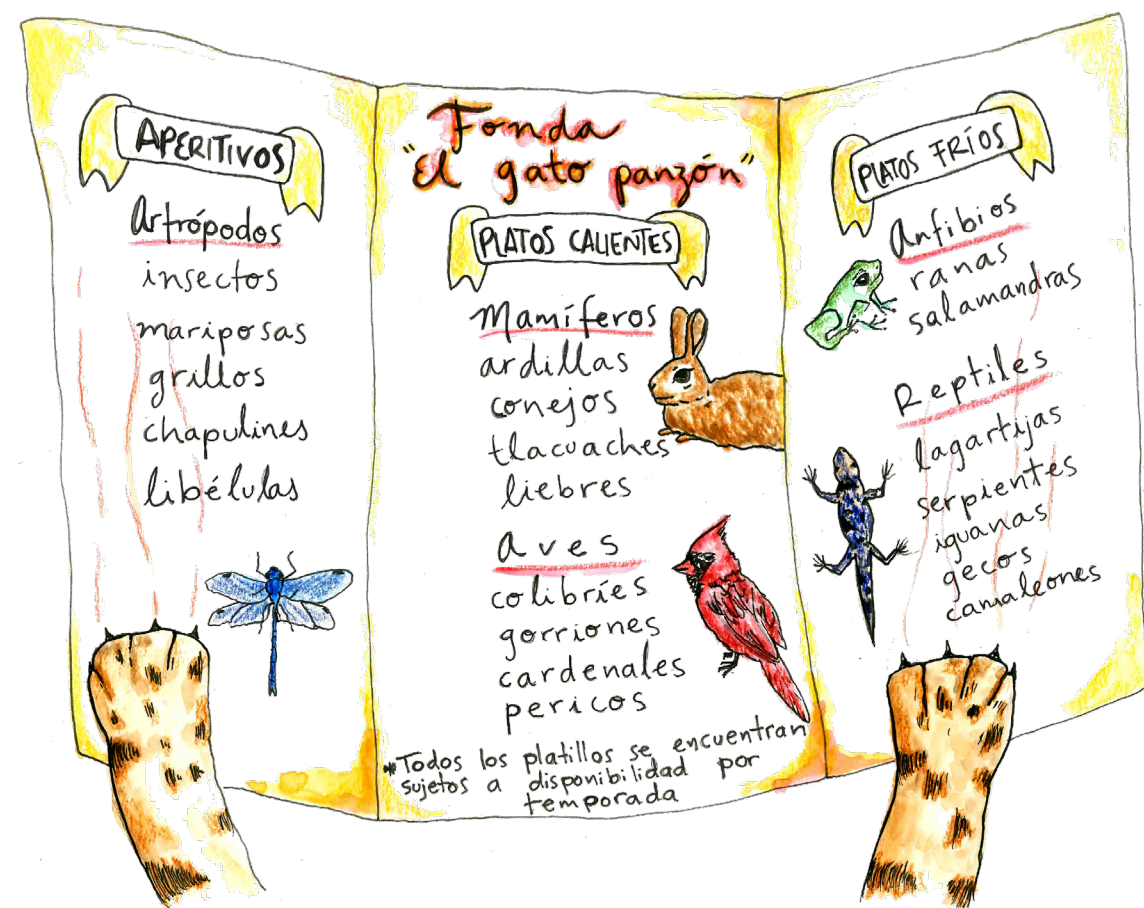 APERITIVOS
Artrópodos
insectos
mariposas
grillos
chapulines
libélulas
Fonda
"El gato panzón"
PLATOS CALIENTES
Mamíferos
ardillas
conejos
tlacuaches
liebres
Aves
colibríes
gorriones
cardenales
pericos
*Todos los platillos se encuentran
sujetos a disponibilidad por
temporada
PLATOS FRÍOS
Anfibios
ranas
salamandras
Reptiles
lagartijas
serpientes
iguanas
gecos
camaleones